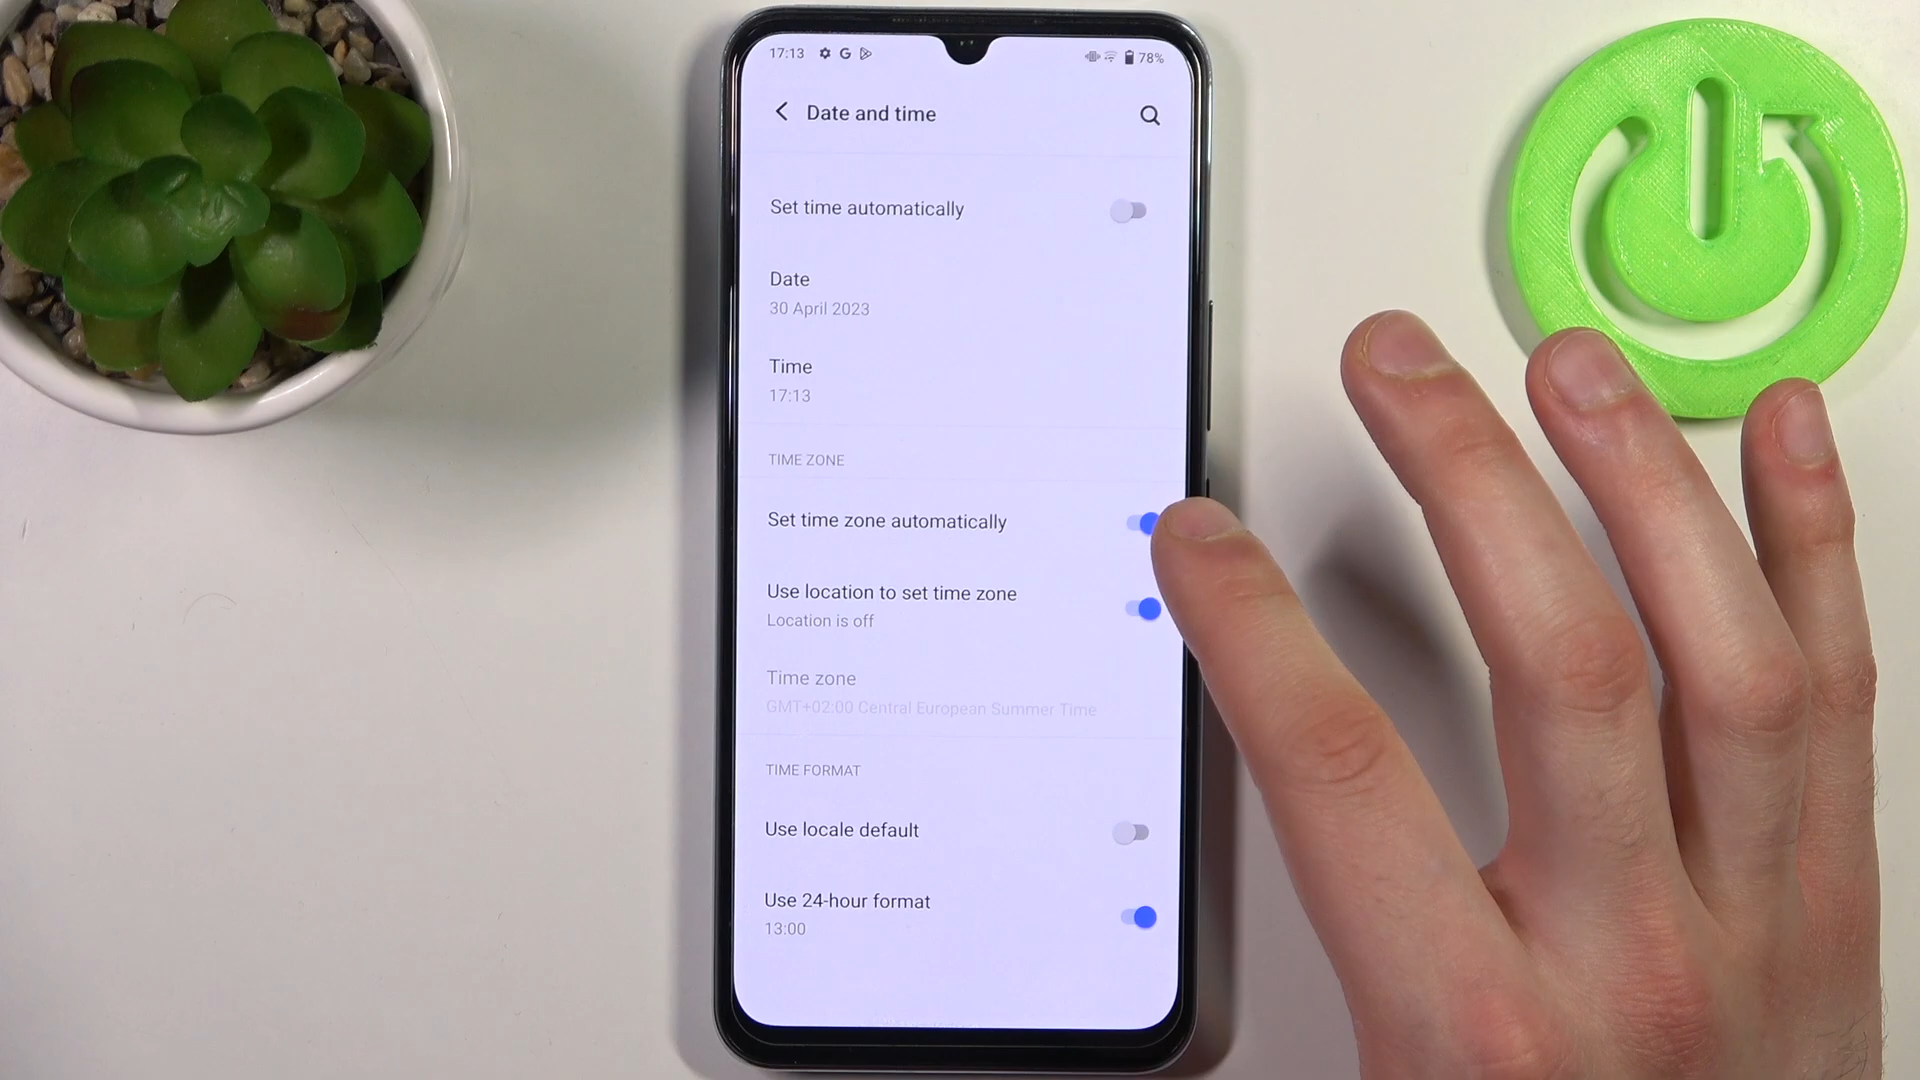 17:13 G 78%
Date and time
Set time automatically
Date
30 April 2023
Time
17:13
TIME ZONE
Set time zone automatically
Use location to set time zone
Location is off
Time zone
GMT+02:00 Central European Summer Time
TIME FORMAT
Use locale default
Use 24-hour format
13:00